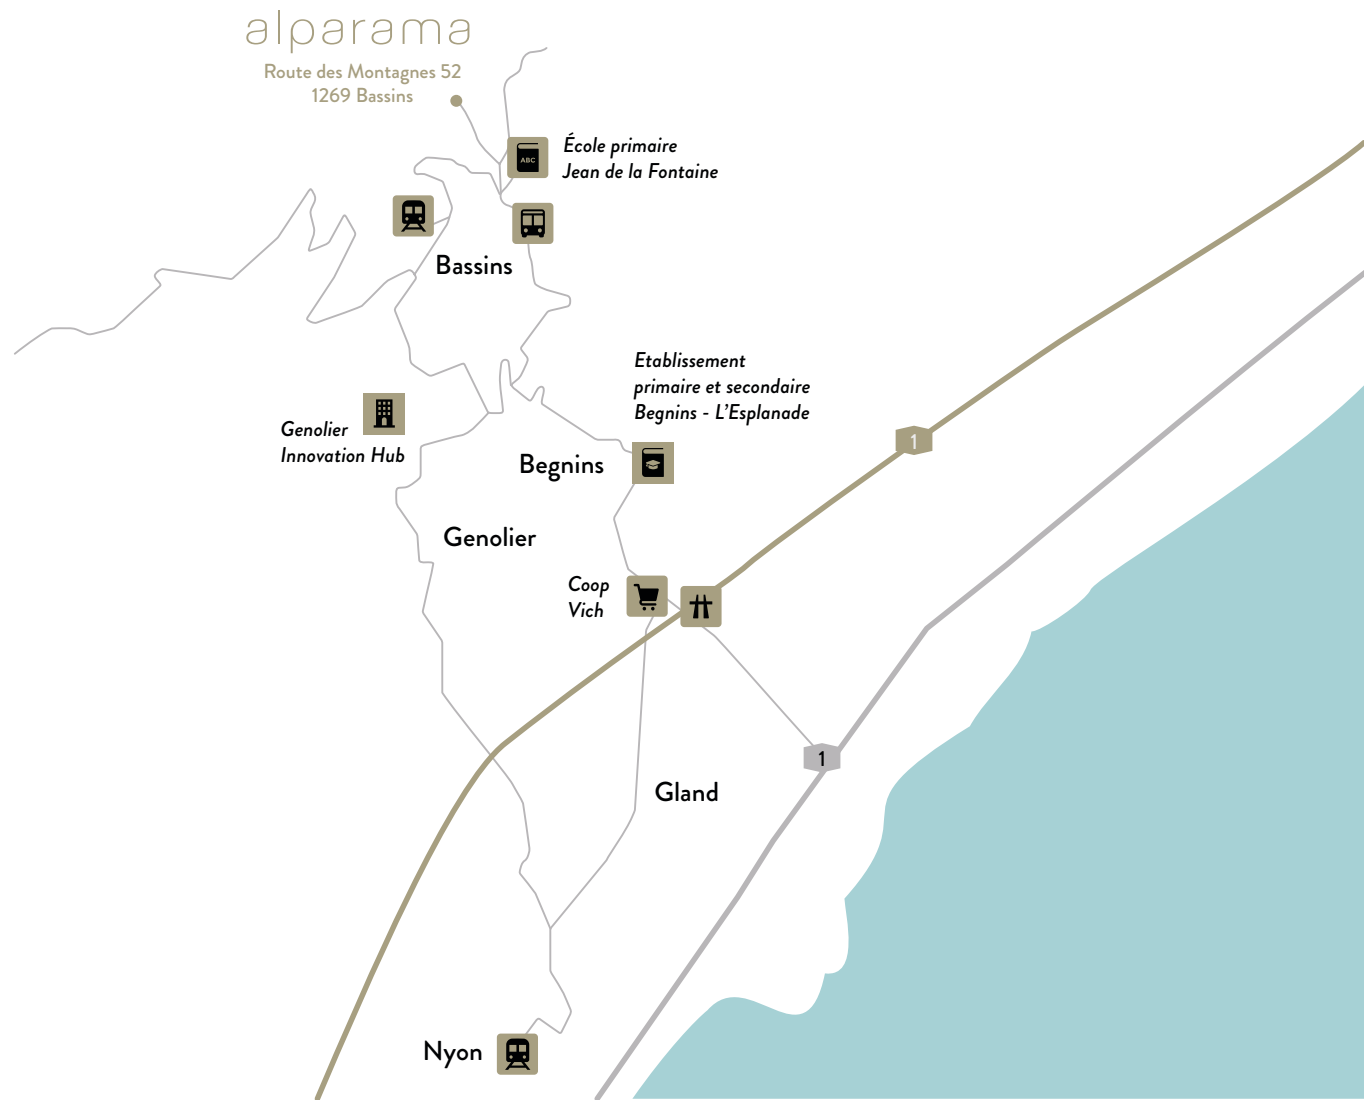 alparama
Route des Montagnes 52
1269 Bassins
École primaire
Jean de la Fontaine
ABC
Bassins
Etablissement
primaire et secondaire
Begnins - L'Esplanade
Genolier
Innovation Hub
1
Begnins
Genolier
Coop
Vich
1
Gland
Nyon